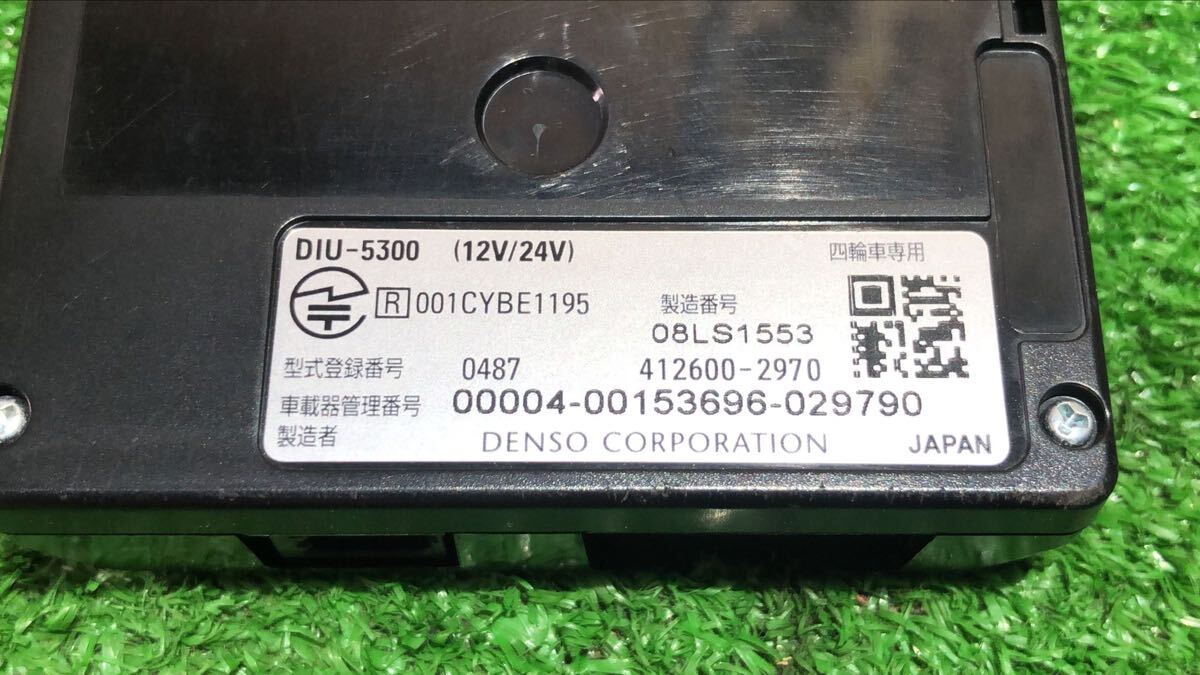 DIU-5300 (12V/24V) 四輪車専用
R 001CYBE1195 製造番号
08LS1553
型式登録番号 0487 412600-2970
車載器管理番号 00004-00153696-029790
製造者 DENSO CORPORATION JAPAN